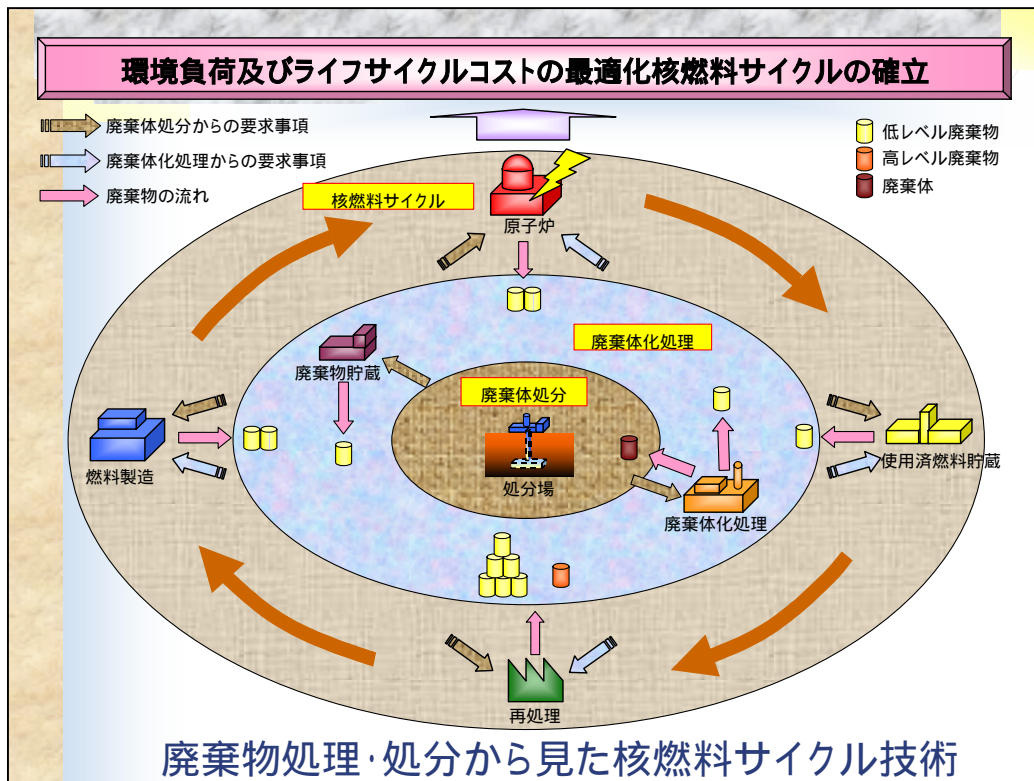 環境負荷及びライフサイクルコストの最適化核燃料サイクルの確立
廃棄体処分からの要求事項
廃棄体化処理からの要求事項
廃棄物の流れ
低レベル廃棄物
高レベル廃棄物
廃棄体
核燃料サイクル
原子炉
廃棄体化処理
廃棄物貯蔵
廃棄体処分
燃料製造
処分場
使用済燃料貯蔵
廃棄体化処理
再処理
廃棄物処理・処分から見た核燃料サイクル技術